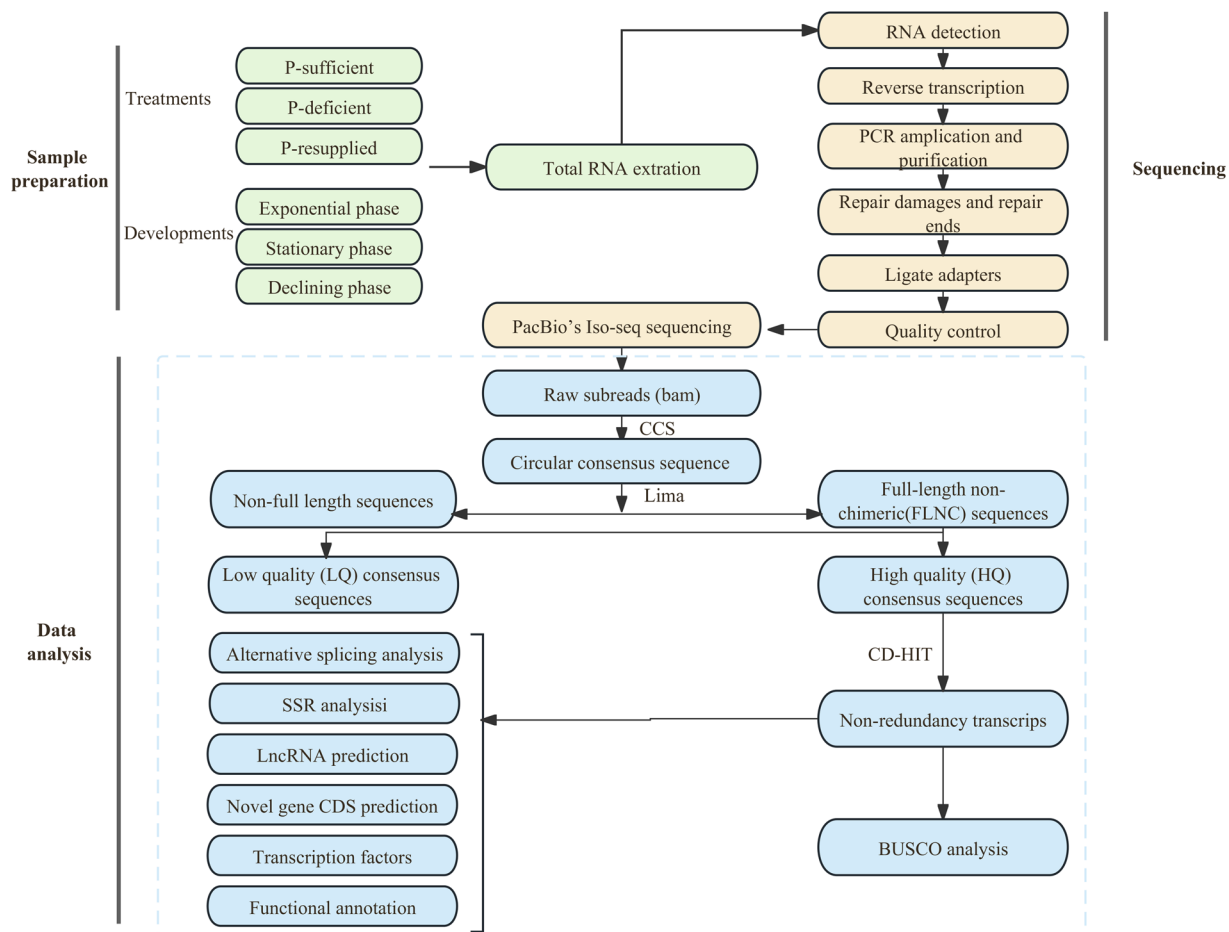 Sample
preparation
Treatments
P-sufficient
P-deficient
P-resupplied
Developments
Exponential phase
Stationary phase
Declining phase
Total RNA extration
RNA detection
Reverse transcription
PCR amplication and
purification
Repair damages and repair
ends
Ligate adapters
Quality control
Sequencing
PacBio’s Iso-seq sequencing
Data
analysis
Raw subreads (bam)
CCS
Circular consensus sequence
Lima
Non-full length sequences
Full-length non-
chimeric(FLNC) sequences
Low quality (LQ) consensus
sequences
High quality (HQ)
consensus sequences
CD-HIT
Non-redundancy transcrips
BUSCO analysis
Alternative splicing analysis
SSR analysisi
LncRNA prediction
Novel gene CDS prediction
Transcription factors
Functional annotation